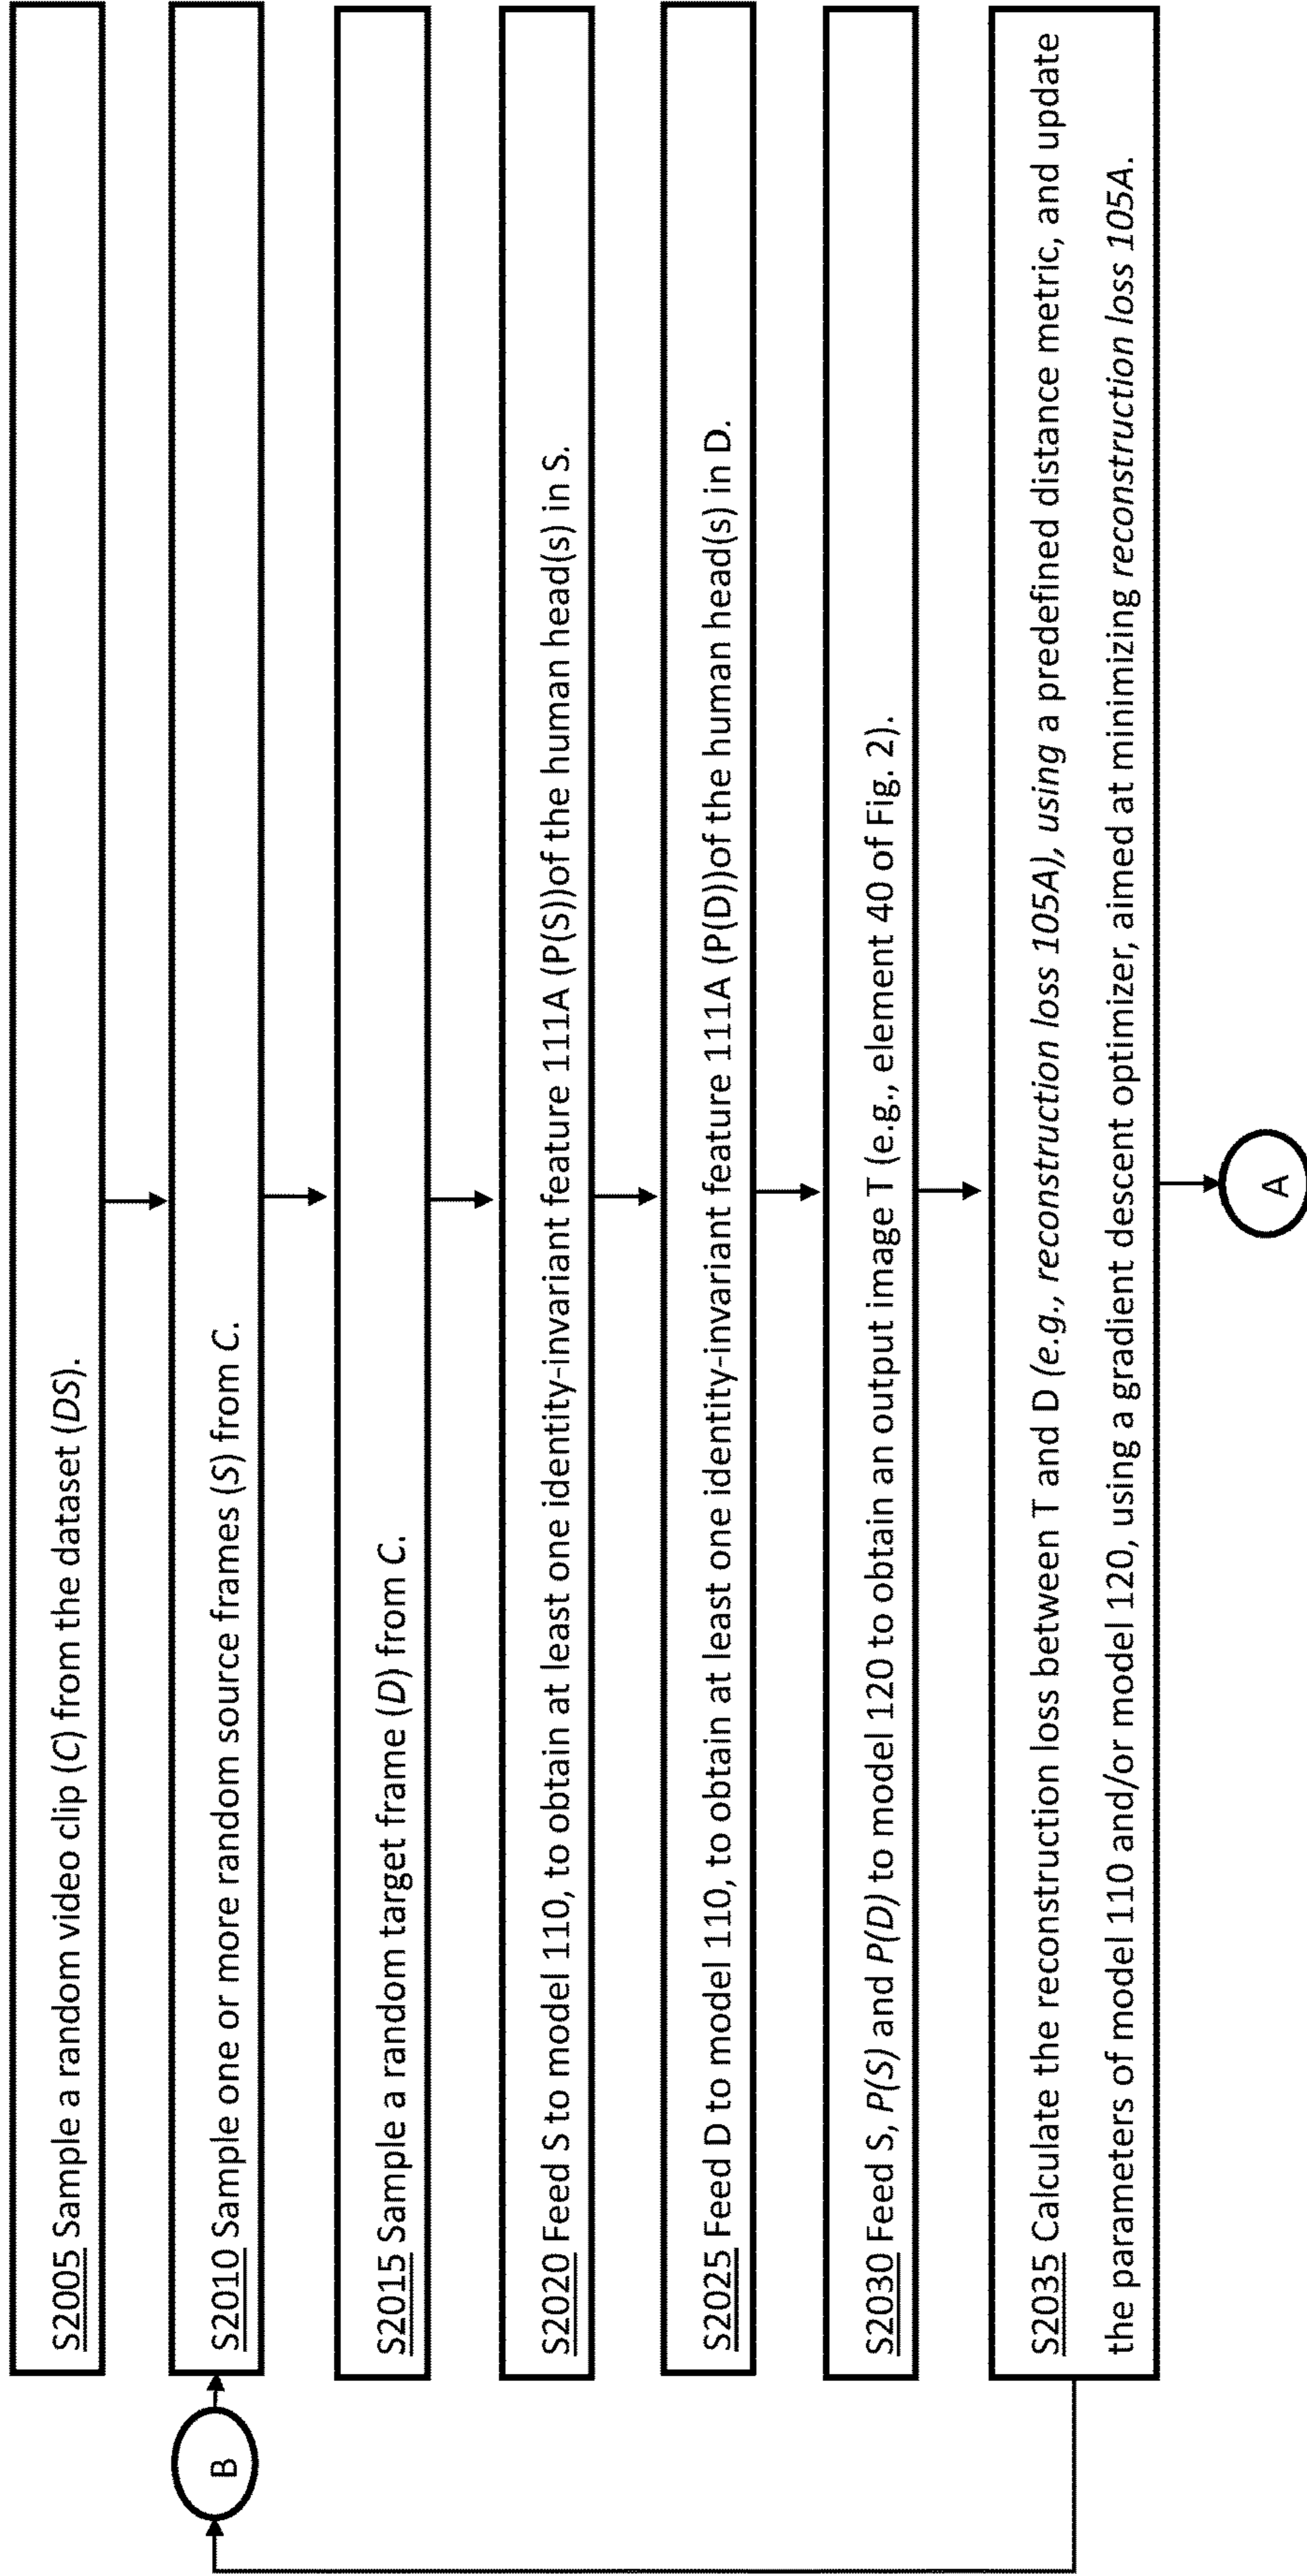 S2005 Sample a random video clip (C) from the dataset (DS).
B
S2010 Sample one or more random source frames (S) from C.
S2015 Sample a random target frame (D) from C.
S2020 Feed S to model 110, to obtain at least one identity-invariant feature 111A (P(S))of the human head(s) in S.
S2025 Feed D to model 110, to obtain at least one identity-invariant feature 111A (P(D))of the human head(s) in D.
S2030 Feed S, P(S) and P(D) to model 120 to obtain an output image T (e.g., element 40 of Fig. 2).
S2035 Calculate the reconstruction loss between T and D (e.g., reconstruction loss 105A), using a predefined distance metric, and update
the parameters of model 110 and/or model 120, using a gradient descent optimizer, aimed at minimizing reconstruction loss 105A.
A